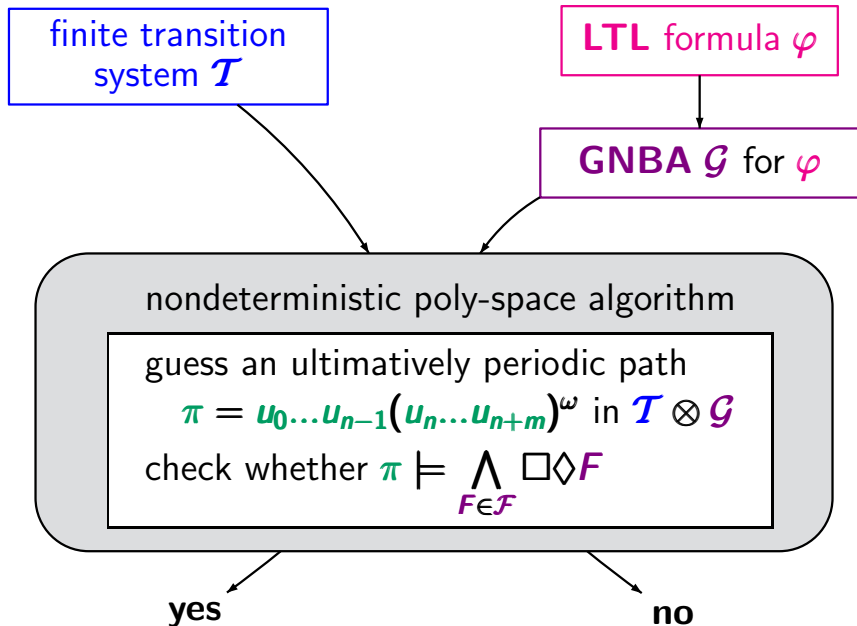 finite transition
system 𝒯
LTL formula φ
GNBA 𝒢 for φ
nondeterministic poly-space algorithm
guess an ultimatively periodic path
π = u₀...uₙ₋₁(uₙ...uₙ₊ₘ)^ω in 𝒯 ⊗ 𝒢
check whether π ⊨ ⋀ □◊F
F∈ℱ
yes
no